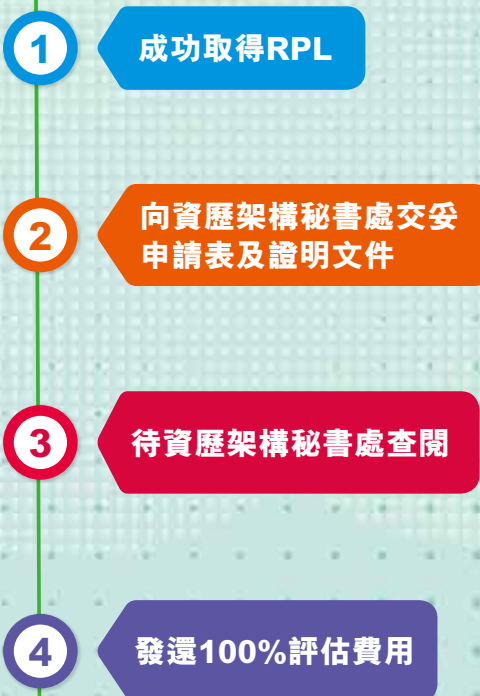 1
成功取得RPL
2
向資歷架構秘書處交妥
申請表及證明文件
3
待資歷架構秘書處查閱
4
發還100%評估費用